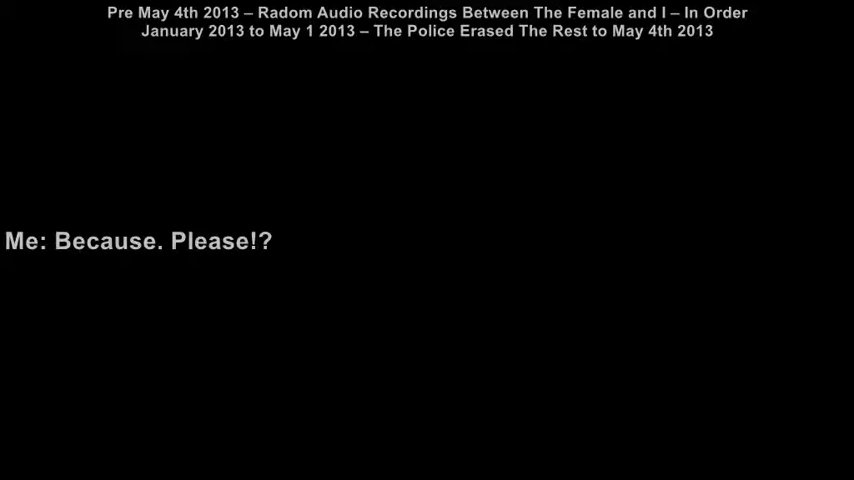 Pre May 4th 2013 – Radom Audio Recordings Between The Female and I – In Order
January 2013 to May 1 2013 – The Police Erased The Rest to May 4th 2013
Me: Because. Please!?